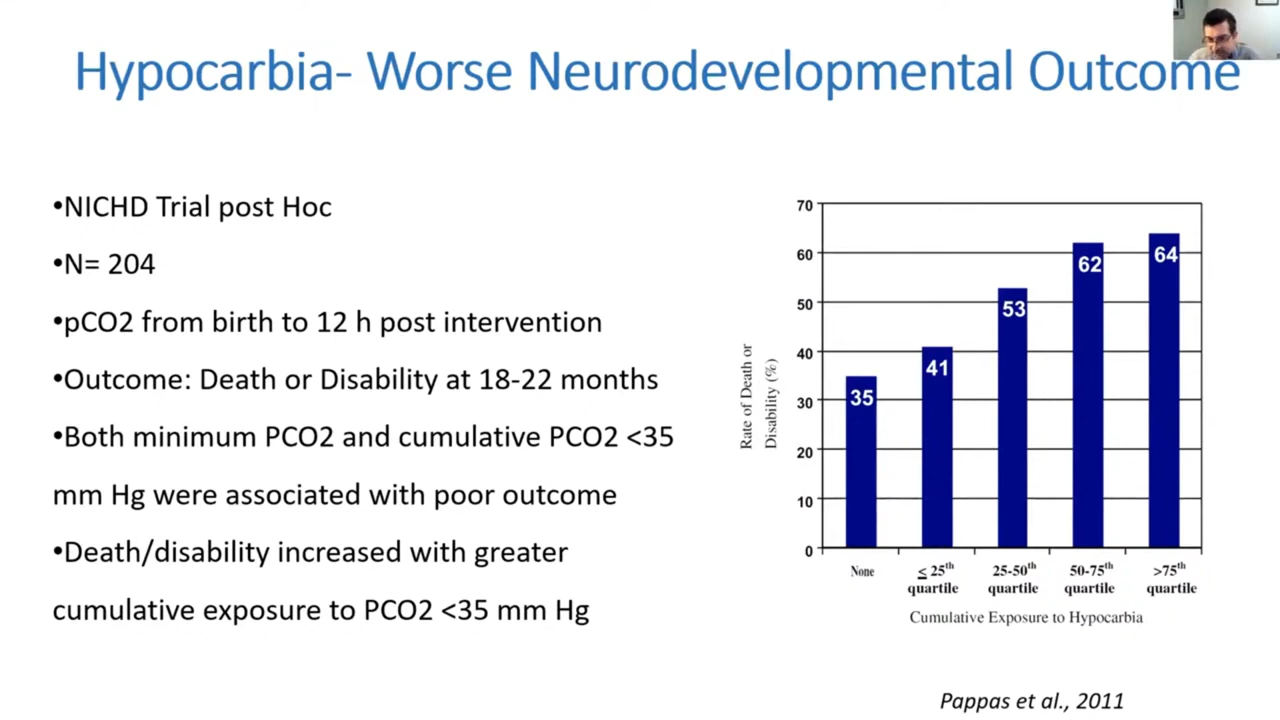 Hypocarbia- Worse Neurodevelopmental Outcome
•NICHD Trial post Hoc
•N= 204
•pCO2 from birth to 12 h post intervention
•Outcome: Death or Disability at 18-22 months
•Both minimum PCO2 and cumulative PCO2 <35
mm Hg were associated with poor outcome
•Death/disability increased with greater
cumulative exposure to PCO2 <35 mm Hg
Rate of Death or
Disability (%)
70
60
50
40
30
20
10
0
35
41
53
62
64
None
≤ 25th
quartile
25-50th
quartile
50-75th
quartile
>75th
quartile
Cumulative Exposure to Hypocarbia
Pappas et al., 2011